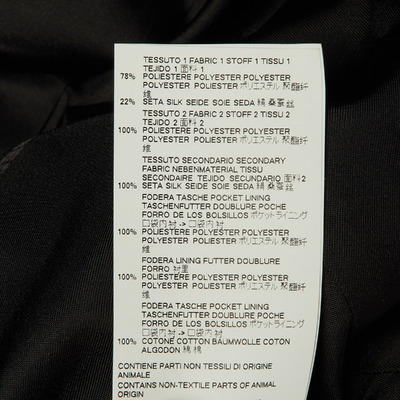 TESSUTO 1 FABRIC 1 STOFF 1 TISSU 1
TEJIDO 1 面料 1
78% POLIESTERE POLYESTER POLYESTER
POLYESTER POLIESTER ポリエステル 聚酯纤
维
22% SETA SILK SEIDE SOIE SEDA 絹 桑蚕丝
TESSUTO 2 FABRIC 2 STOFF 2 TISSU 2
TEJIDO 2 面料 2
100% POLIESTERE POLYESTER POLYESTER
POLYESTER POLIESTER ポリエステル 聚酯纤
维
TESSUTO SECONDARIO SECONDARY
FABRIC NEBENMATERIAL TISSU
SECONDAIRE TEJIDO SECUNDARIO 面料2
100% SETA SILK SEIDE SOIE SEDA 絹 桑蚕丝
FODERA TASCHE POCKET LINING
TASCHENFUTTER DOUBLURE POCHE
FORRO DE LOS BOLSILLOS ポケットライニング
口袋内衬 -> 口袋内衬
100% POLIESTERE POLYESTER POLYESTER
POLYESTER POLIESTER ポリエステル 聚酯纤
维
FODERA LINING FUTTER DOUBLURE
FORRO 衬里
100% POLIESTERE POLYESTER POLYESTER
POLYESTER POLIESTER ポリエステル 聚酯纤
维
FODERA TASCHE POCKET LINING
TASCHENFUTTER DOUBLURE POCHE
FORRO DE LOS BOLSILLOS ポケットライニング
口袋内衬 -> 口袋内衬
100% COTONE COTTON BAUMWOLLE COTON
ALGODON 綿 棉
CONTIENE PARTI NON TESSILI DI ORIGINE
ANIMALE
CONTAINS NON-TEXTILE PARTS OF ANIMAL
ORIGIN